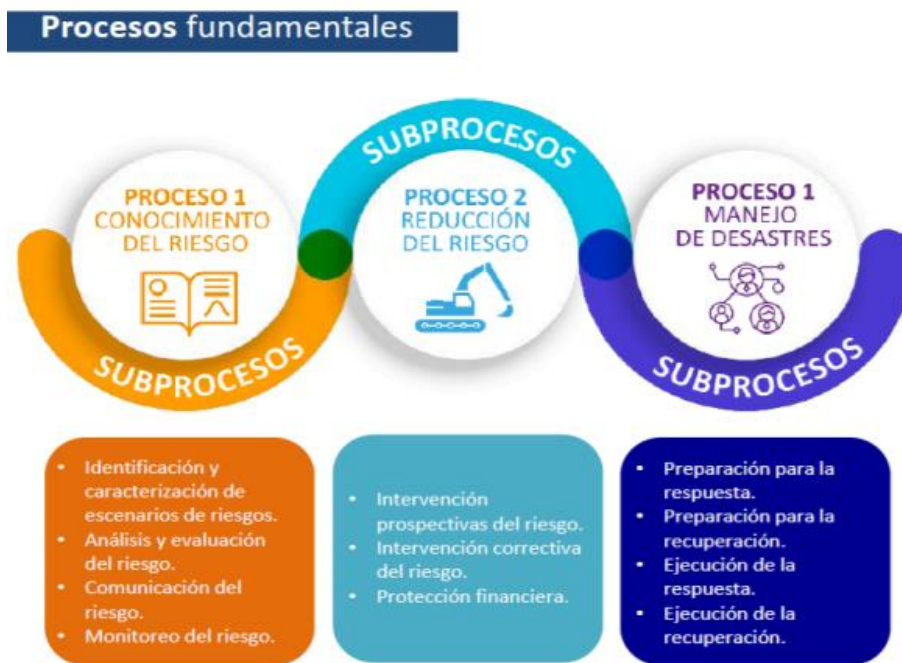 Procesos fundamentales
SUBPROCESOS
PROCESO 1
CONOCIMIENTO
DEL RIESGO
PROCESO 2
REDUCCIÓN
DEL RIESGO
PROCESO 1
MANEJO
DE DESASTRES
SUBPROCESOS
SUBPROCESOS
• Identificación y
caracterización de
escenarios de riesgos.
• Análisis y evaluación
del riesgo.
• Comunicación del
riesgo.
• Monitoreo del riesgo.
• Intervención
prospectivas del riesgo.
• Intervención correctiva
del riesgo.
• Protección financiera.
• Preparación para la
respuesta.
• Preparación para la
recuperación.
• Ejecución de la
respuesta.
• Ejecución de la
recuperación.